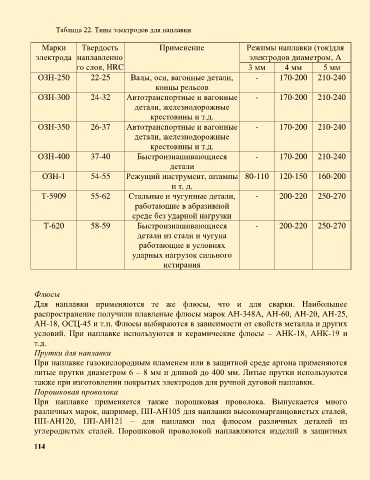 Таблица 22. Типы электродов для наплавки
Марки электрода | Твердость наплавленно го слоя, HRC | Применение | Режимы наплавки (ток)для электродов диаметром, А
3 мм | 4 мм | 5 мм
ОЗН-250 | 22-25 | Валы, оси, вагонные детали, | - | 170-200 | 210-240
концы рельсов
ОЗН-300 | 24-32 | Автотранспортные и вагонные | - | 170-200 | 210-240
детали, железнодорожные
крестовины и т.д.
ОЗН-350 | 26-37 | Автотранспортные и вагонные | - | 170-200 | 210-240
детали, железнодорожные
крестовины и т.д.
ОЗН-400 | 37-40 | Быстроизнашивающиеся | - | 170-200 | 210-240
детали
ОЗН-1 | 54-55 | Режущий инструмент, штампы | 80-110 | 120-150 | 160-200
и т. д.
Т-5909 | 55-62 | Стальные и чугунные детали, | - | 200-220 | 250-270
работающие в абразивной
среде без ударной нагрузки
Т-620 | 58-59 | Быстроизнашивающиеся | - | 200-220 | 250-270
детали из стали и чугуна
работающие в условиях
ударных нагрузок сильного
истирания
Флюсы
Для наплавки применяются те же флюсы, что и для сварки. Наибольшее
распространение получили плавленые флюсы марок АН-348А, АН-60, АН-20, АН-25,
АН-18, ОСЦ-45 и т.п. Флюсы выбираются в зависимости от свойств металла и других
условий. При наплавке используются и керамические флюсы – АНК-18, АНК-19 и
т.д.
Прутки для наплавки
При наплавке газокислородным пламенем или в защитной среде аргона применяются
литые прутки диаметром 6 – 8 мм и длиной до 400 мм. Литые прутки используются
также при изготовлении покрытых электродов для ручной дуговой наплавки.
Порошковая проволока
При наплавке применяется также порошковая проволока. Выпускается много
различных марок, например, ПП-АН105 для наплавки высокомарганцовистых сталей,
ПП-АН120, ПП-АН121 – для наплавки под флюсом различных деталей из
углеродистых сталей. Порошковой проволокой наплавляются изделий в защитных
114